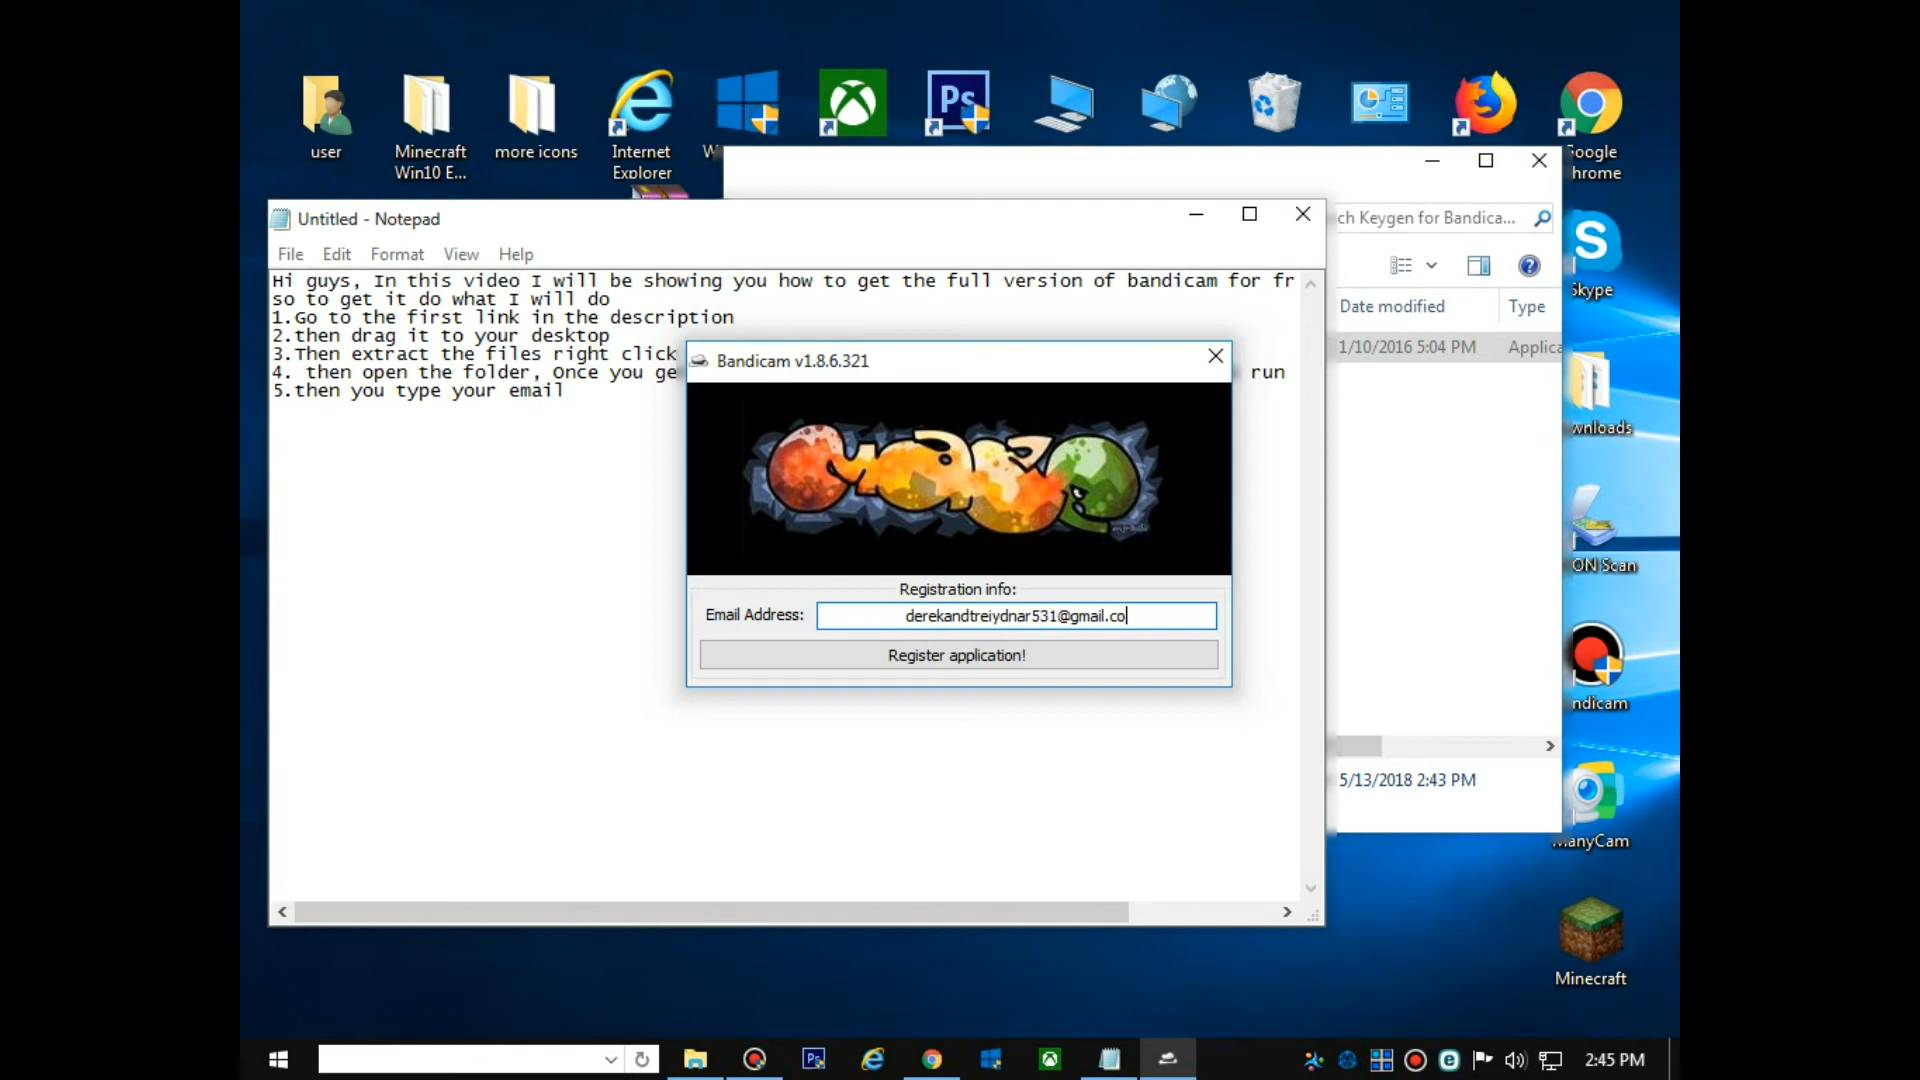 user
Minecraft
Win10 E...
more icons
Internet
Explorer
W
Ps
Google
hrome
Untitled - Notepad
File Edit Format View Help
Hi guys, In this video I will be showing you how to get the full version of bandicam for fr
so to get it do what I will do
1.Go to the first link in the description
2.then drag it to your desktop
3.Then extract the files right click
4. then open the folder, Once you ge run
5.then you type your email
ch Keygen for Bandica...
Date modified Type
1/10/2016 5:04 PM Applica
5/13/2018 2:43 PM
Bandicam v1.8.6.321
Registration info:
Email Address: derekandtreiydnar531@gmail.co
Register application!
Skype
wnloads
ON Scan
ndicam
ManyCam
Minecraft
Ps
2:45 PM